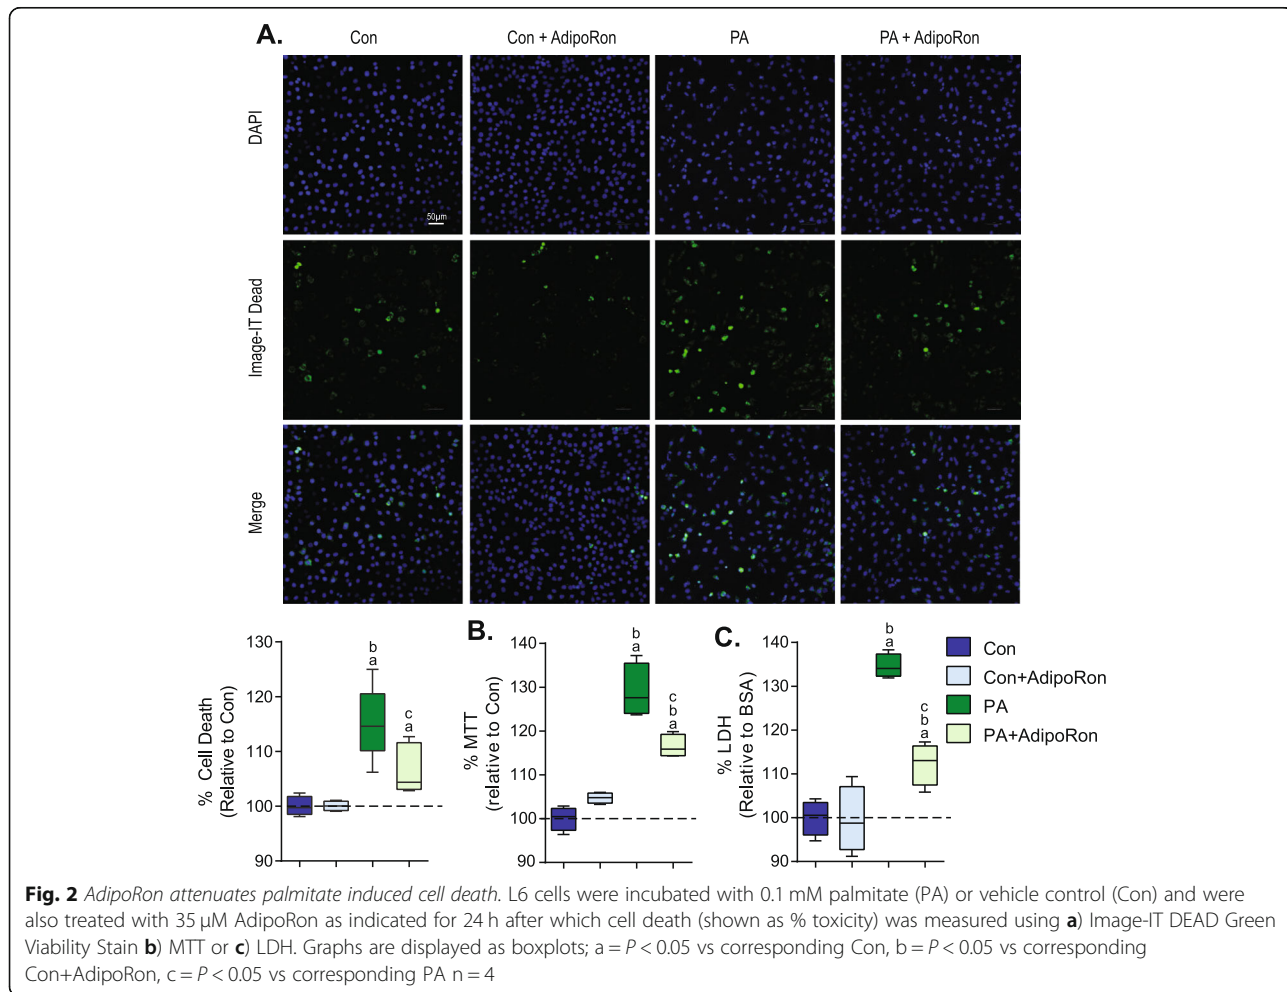 A.
Con
Con + AdipoRon
PA
PA + AdipoRon
DAPI
50µm
Image-IT Dead
Merge
% Cell Death
(Relative to Con)
130
120
110
100
90
b
a
c
a
B.
% MTT
(relative to Con)
140
130
120
110
100
90
b
a
c
b
a
C.
% LDH
(Relative to BSA)
140
130
120
110
100
90
b
a
c
b
a
Con
Con+AdipoRon
PA
PA+AdipoRon
Fig. 2 AdipoRon attenuates palmitate induced cell death. L6 cells were incubated with 0.1 mM palmitate (PA) or vehicle control (Con) and were
also treated with 35 µM AdipoRon as indicated for 24 h after which cell death (shown as % toxicity) was measured using a) Image-IT DEAD Green
Viability Stain b) MTT or c) LDH. Graphs are displayed as boxplots; a = P < 0.05 vs corresponding Con, b = P < 0.05 vs corresponding
Con+AdipoRon, c = P < 0.05 vs corresponding PA n = 4